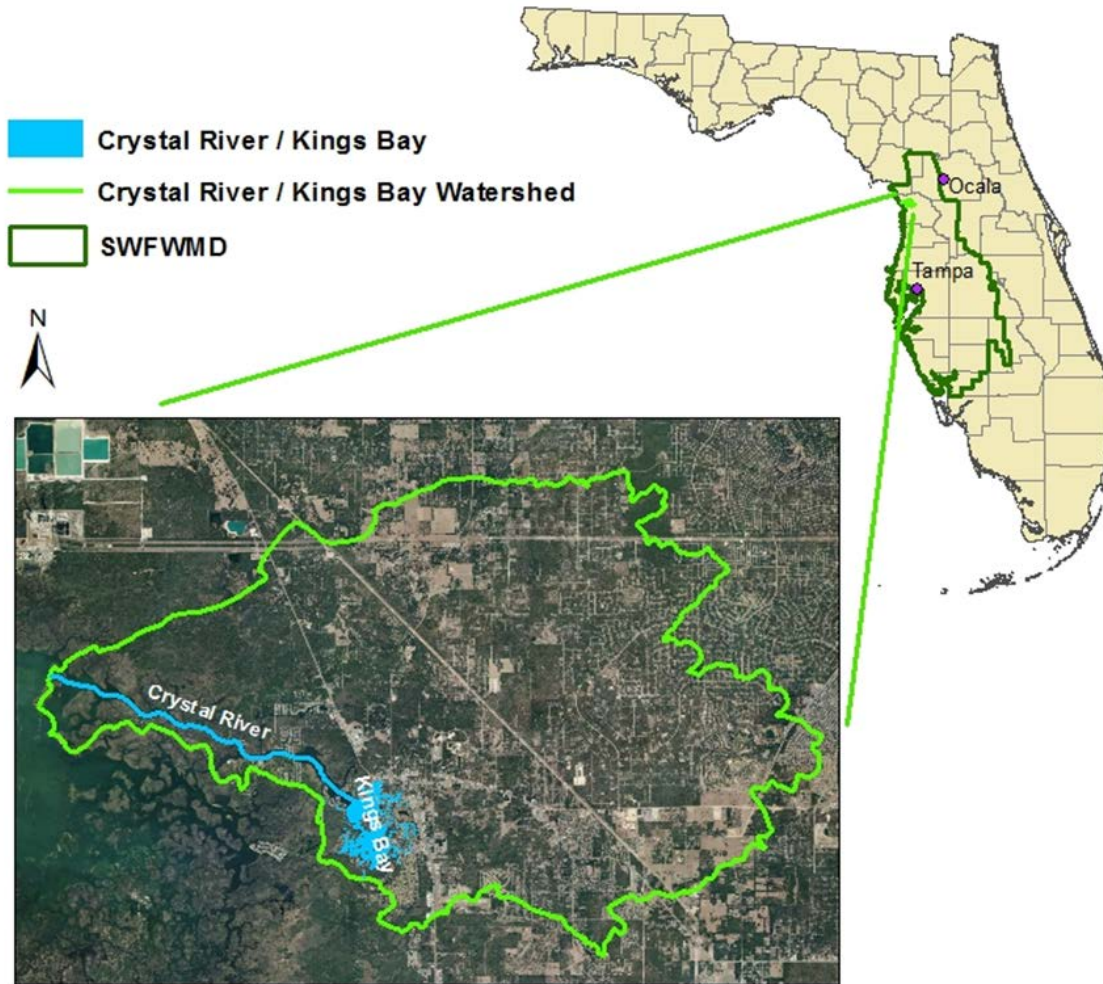 Crystal River / Kings Bay
Crystal River / Kings Bay Watershed
SWFWMD
N
Ocala
Tampa
Crystal River
Kings Bay